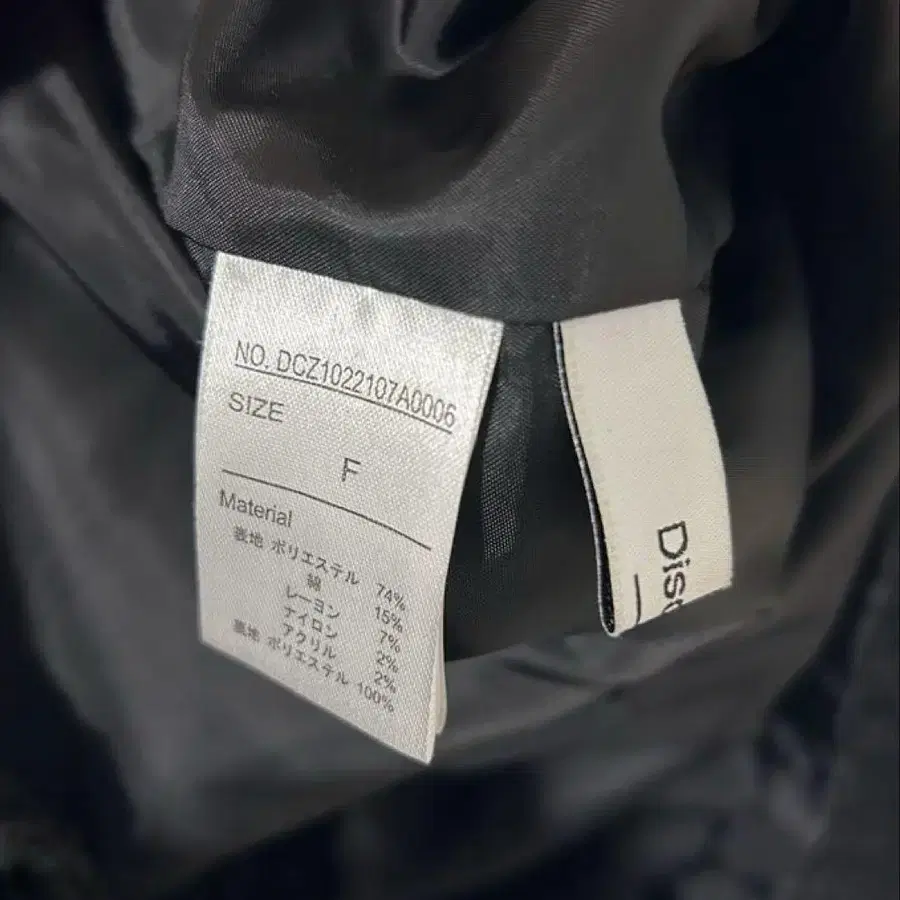 NO. DCZ1022107A0006
SIZE
F
Material
表地 ポリエステル 74%
綿 15%
レーヨン 7%
ナイロン 2%
アクリル 2%
裏地 ポリエステル 100%
Disc